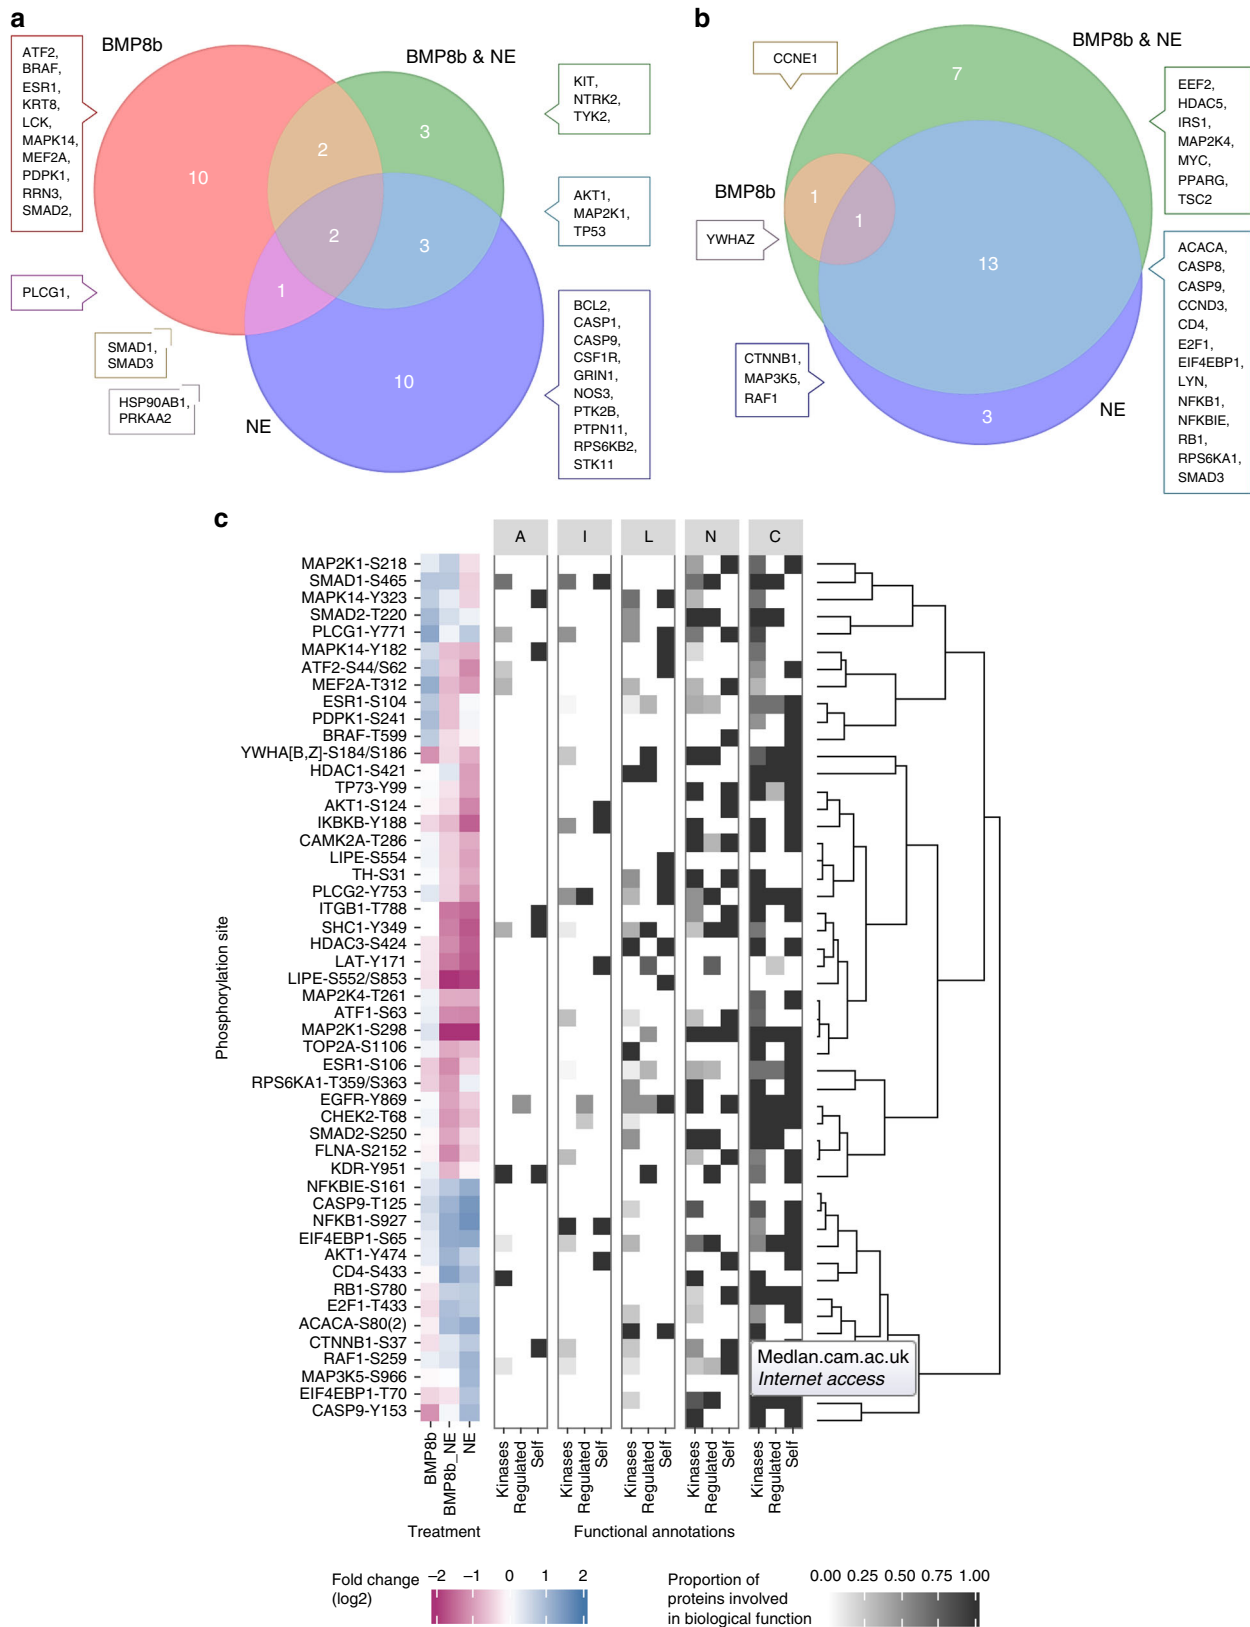 a
BMP8b
ATF2,
BRAF,
ESR1,
KRT8,
LCK,
MAPK14,
MEF2A,
PDPK1,
RRN3,
SMAD2,
BMP8b & NE
KIT,
NTRK2,
TYK2,
10
2
3
AKT1,
MAP2K1,
TP53
2
3
1
PLCG1,
SMAD1,
SMAD3
HSP90AB1,
PRKAA2
NE
10
BCL2,
CASP1,
CASP9,
CSF1R,
GRIN1,
NOS3,
PTK2B,
PTPN11,
RPS6KB2,
STK11
b
CCNE1
BMP8b & NE
7
EEF2,
HDAC5,
IRS1,
MAP2K4,
MYC,
PPARG,
TSC2
BMP8b
1
1
YWHAZ
13
ACACA,
CASP8,
CASP9,
CCND3,
CD4,
E2F1,
EIF4EBP1,
LYN,
NFKB1,
NFKBIE,
RB1,
RPS6KA1,
SMAD3
CTNNB1,
MAP3K5,
RAF1
NE
3
c
A I L N C
Phosphorylation site
MAP2K1-S218
SMAD1-S465
MAPK14-Y323
SMAD2-T220
PLCG1-Y771
MAPK14-Y182
ATF2-S44/S62
MEF2A-T312
ESR1-S104
PDPK1-S241
BRAF-T599
YWHA[B,Z]-S184/S186
HDAC1-S421
TP73-Y99
AKT1-S124
IKBKB-Y188
CAMK2A-T286
LIPE-S554
TH-S31
PLCG2-Y753
ITGB1-T788
SHC1-Y349
HDAC3-S424
LAT-Y171
LIPE-S552/S853
MAP2K4-T261
ATF1-S63
MAP2K1-S298
TOP2A-S1106
ESR1-S106
RPS6KA1-T359/S363
EGFR-Y869
CHEK2-T68
SMAD2-S250
FLNA-S2152
KDR-Y951
NFKBIE-S161
CASP9-T125
NFKB1-S927
EIF4EBP1-S65
AKT1-Y474
CD4-S433
RB1-S780
E2F1-T433
ACACA-S80(2)
CTNNB1-S37
RAF1-S259
MAP3K5-S966
EIF4EBP1-T70
CASP9-Y153
Medlan.cam.ac.uk
Internet access
BMP8b
BMP8b_NE
NE
Kinases
Regulated
Self
Kinases
Regulated
Self
Kinases
Regulated
Self
Kinases
Regulated
Self
Kinases
Regulated
Self
Treatment
Functional annotations
Fold change
(log2)
−2 −1 0 1 2
Proportion of
proteins involved
in biological function
0.00 0.25 0.50 0.75 1.00